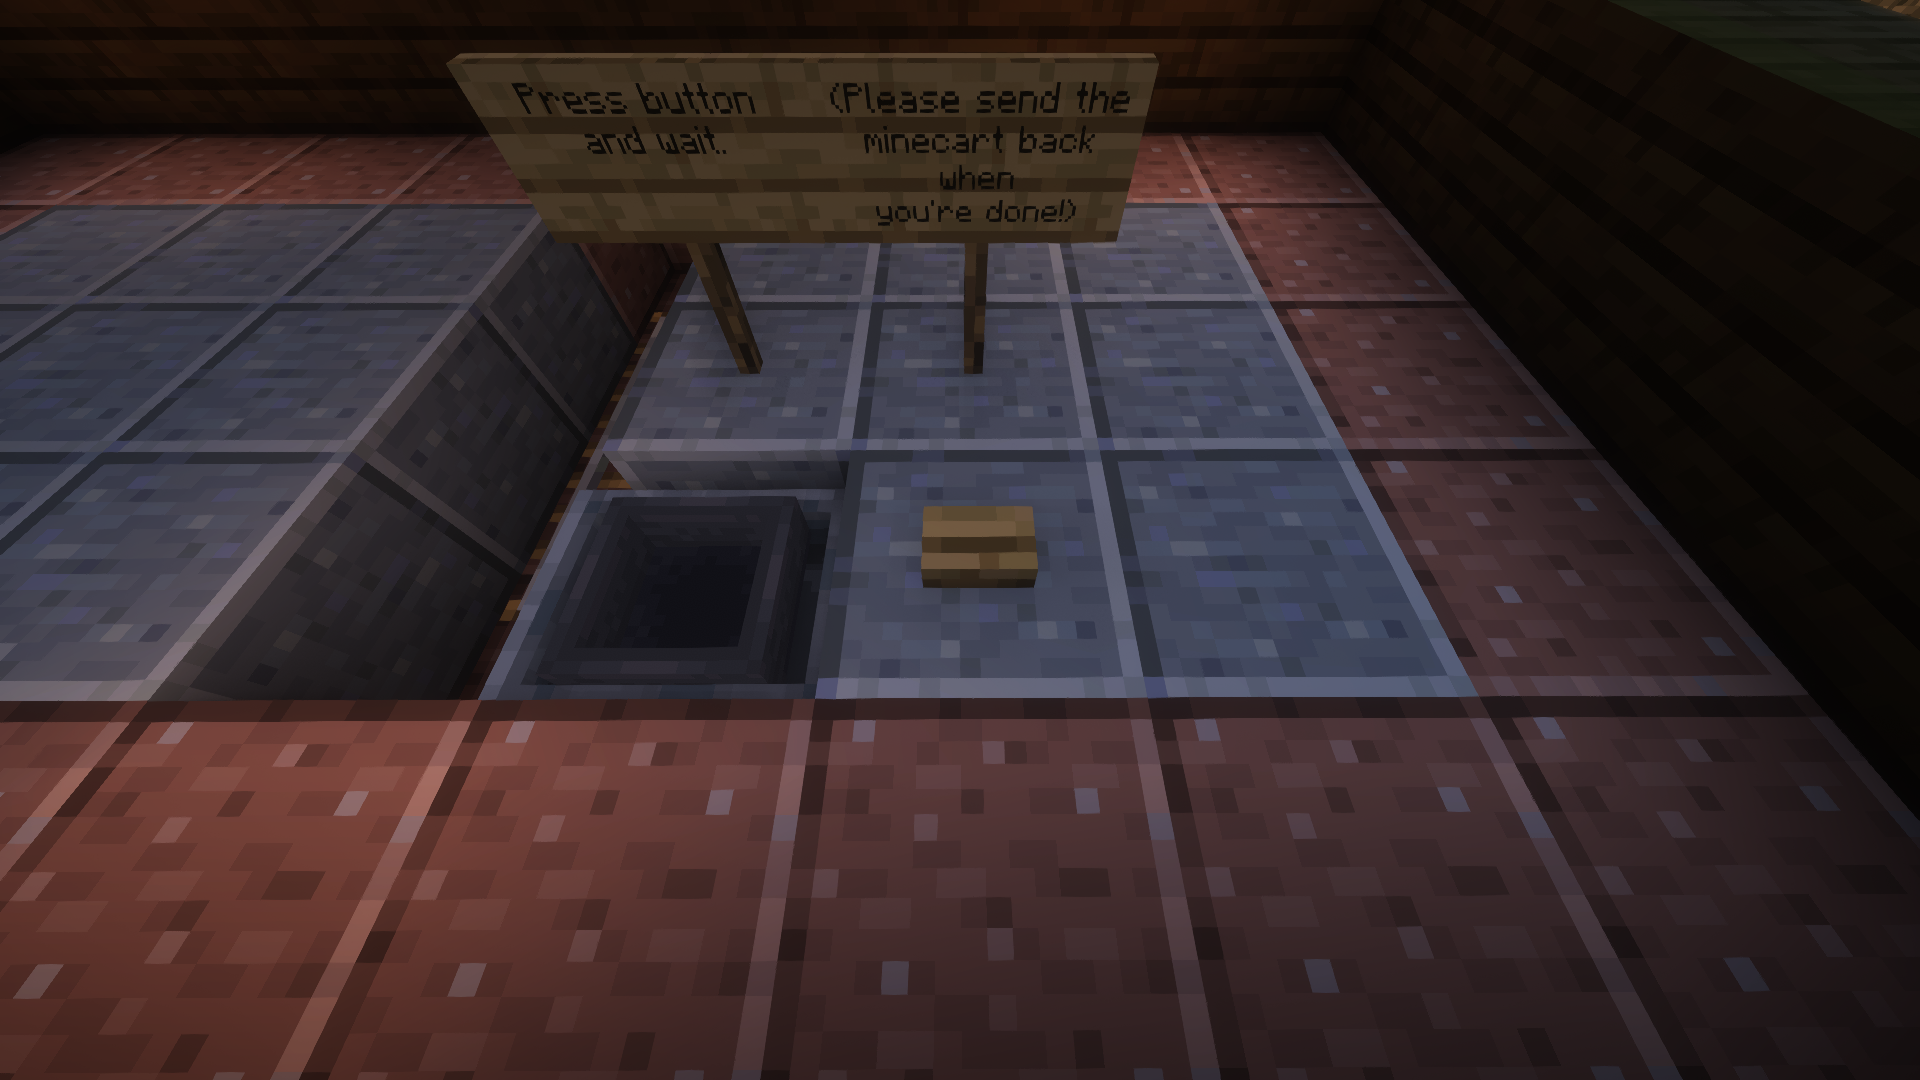 Press button
and wait.
(Please send the
minecart back
when
you're done!)